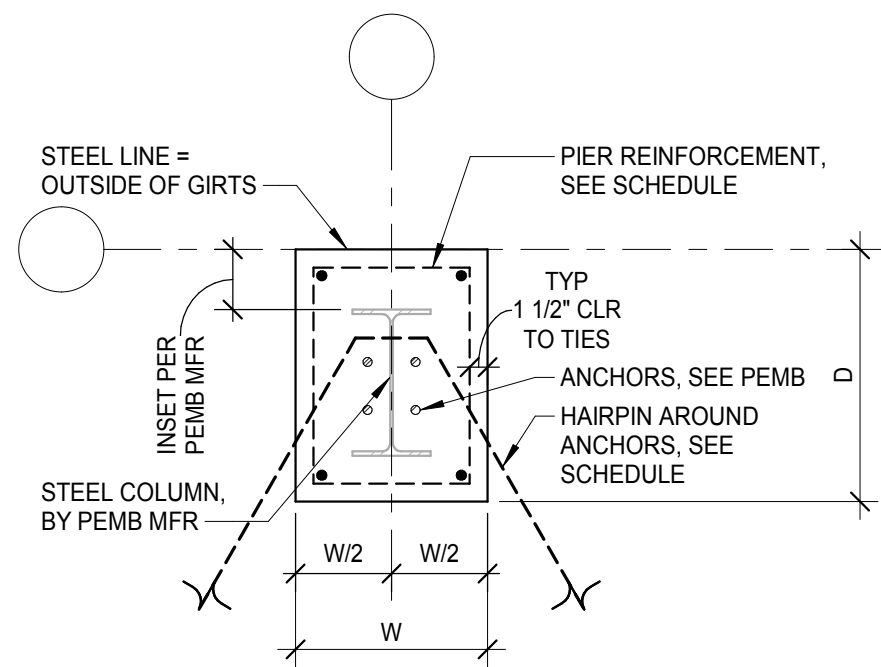 STEEL LINE =
OUTSIDE OF GIRTS
PIER REINFORCEMENT,
SEE SCHEDULE
TYP
1 1/2" CLR
TO TIES
INSET PER
PEMB MFR
D
ANCHORS, SEE PEMB
HAIRPIN AROUND
ANCHORS, SEE
SCHEDULE
STEEL COLUMN,
BY PEMB MFR
W/2
W/2
W